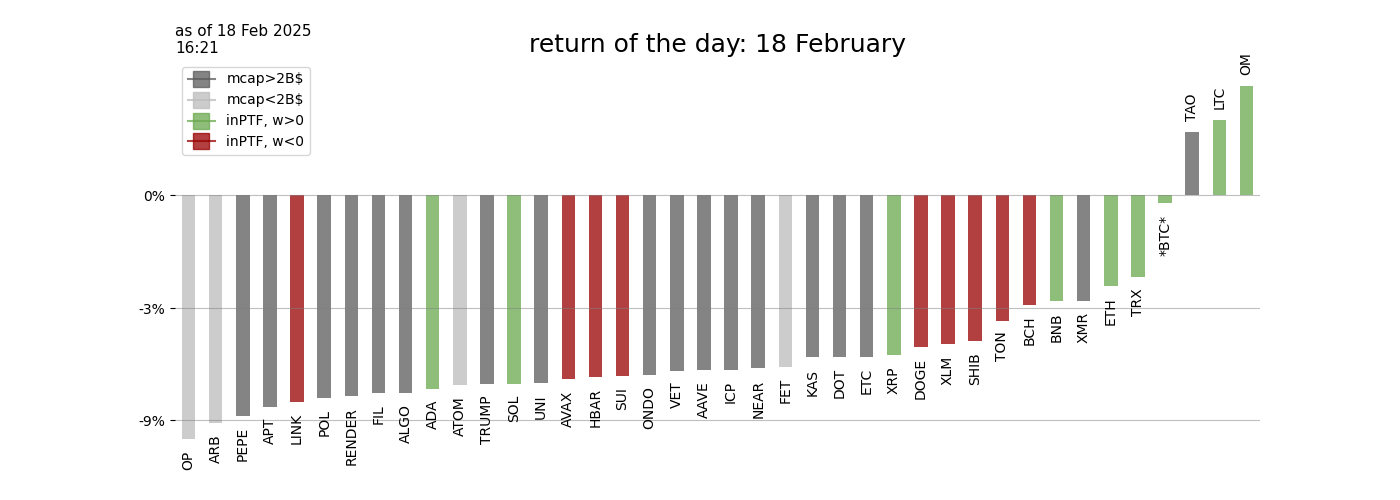 as of 18 Feb 2025
16:21
return of the day: 18 February
mcap>2B$
mcap<2B$
inPTF, w>0
inPTF, w<0
0%
-3%
-9%
OP
ARB
PEPE
APT
LINK
POL
RENDER
FIL
ALGO
ADA
ATOM
TRUMP
SOL
UNI
AVAX
HBAR
SUI
ONDO
VET
AAVE
ICP
NEAR
FET
KAS
DOT
ETC
XRP
DOGE
XLM
SHIB
TON
BCH
BNB
XMR
ETH
TRX
*BTC*
TAO
LTC
OM